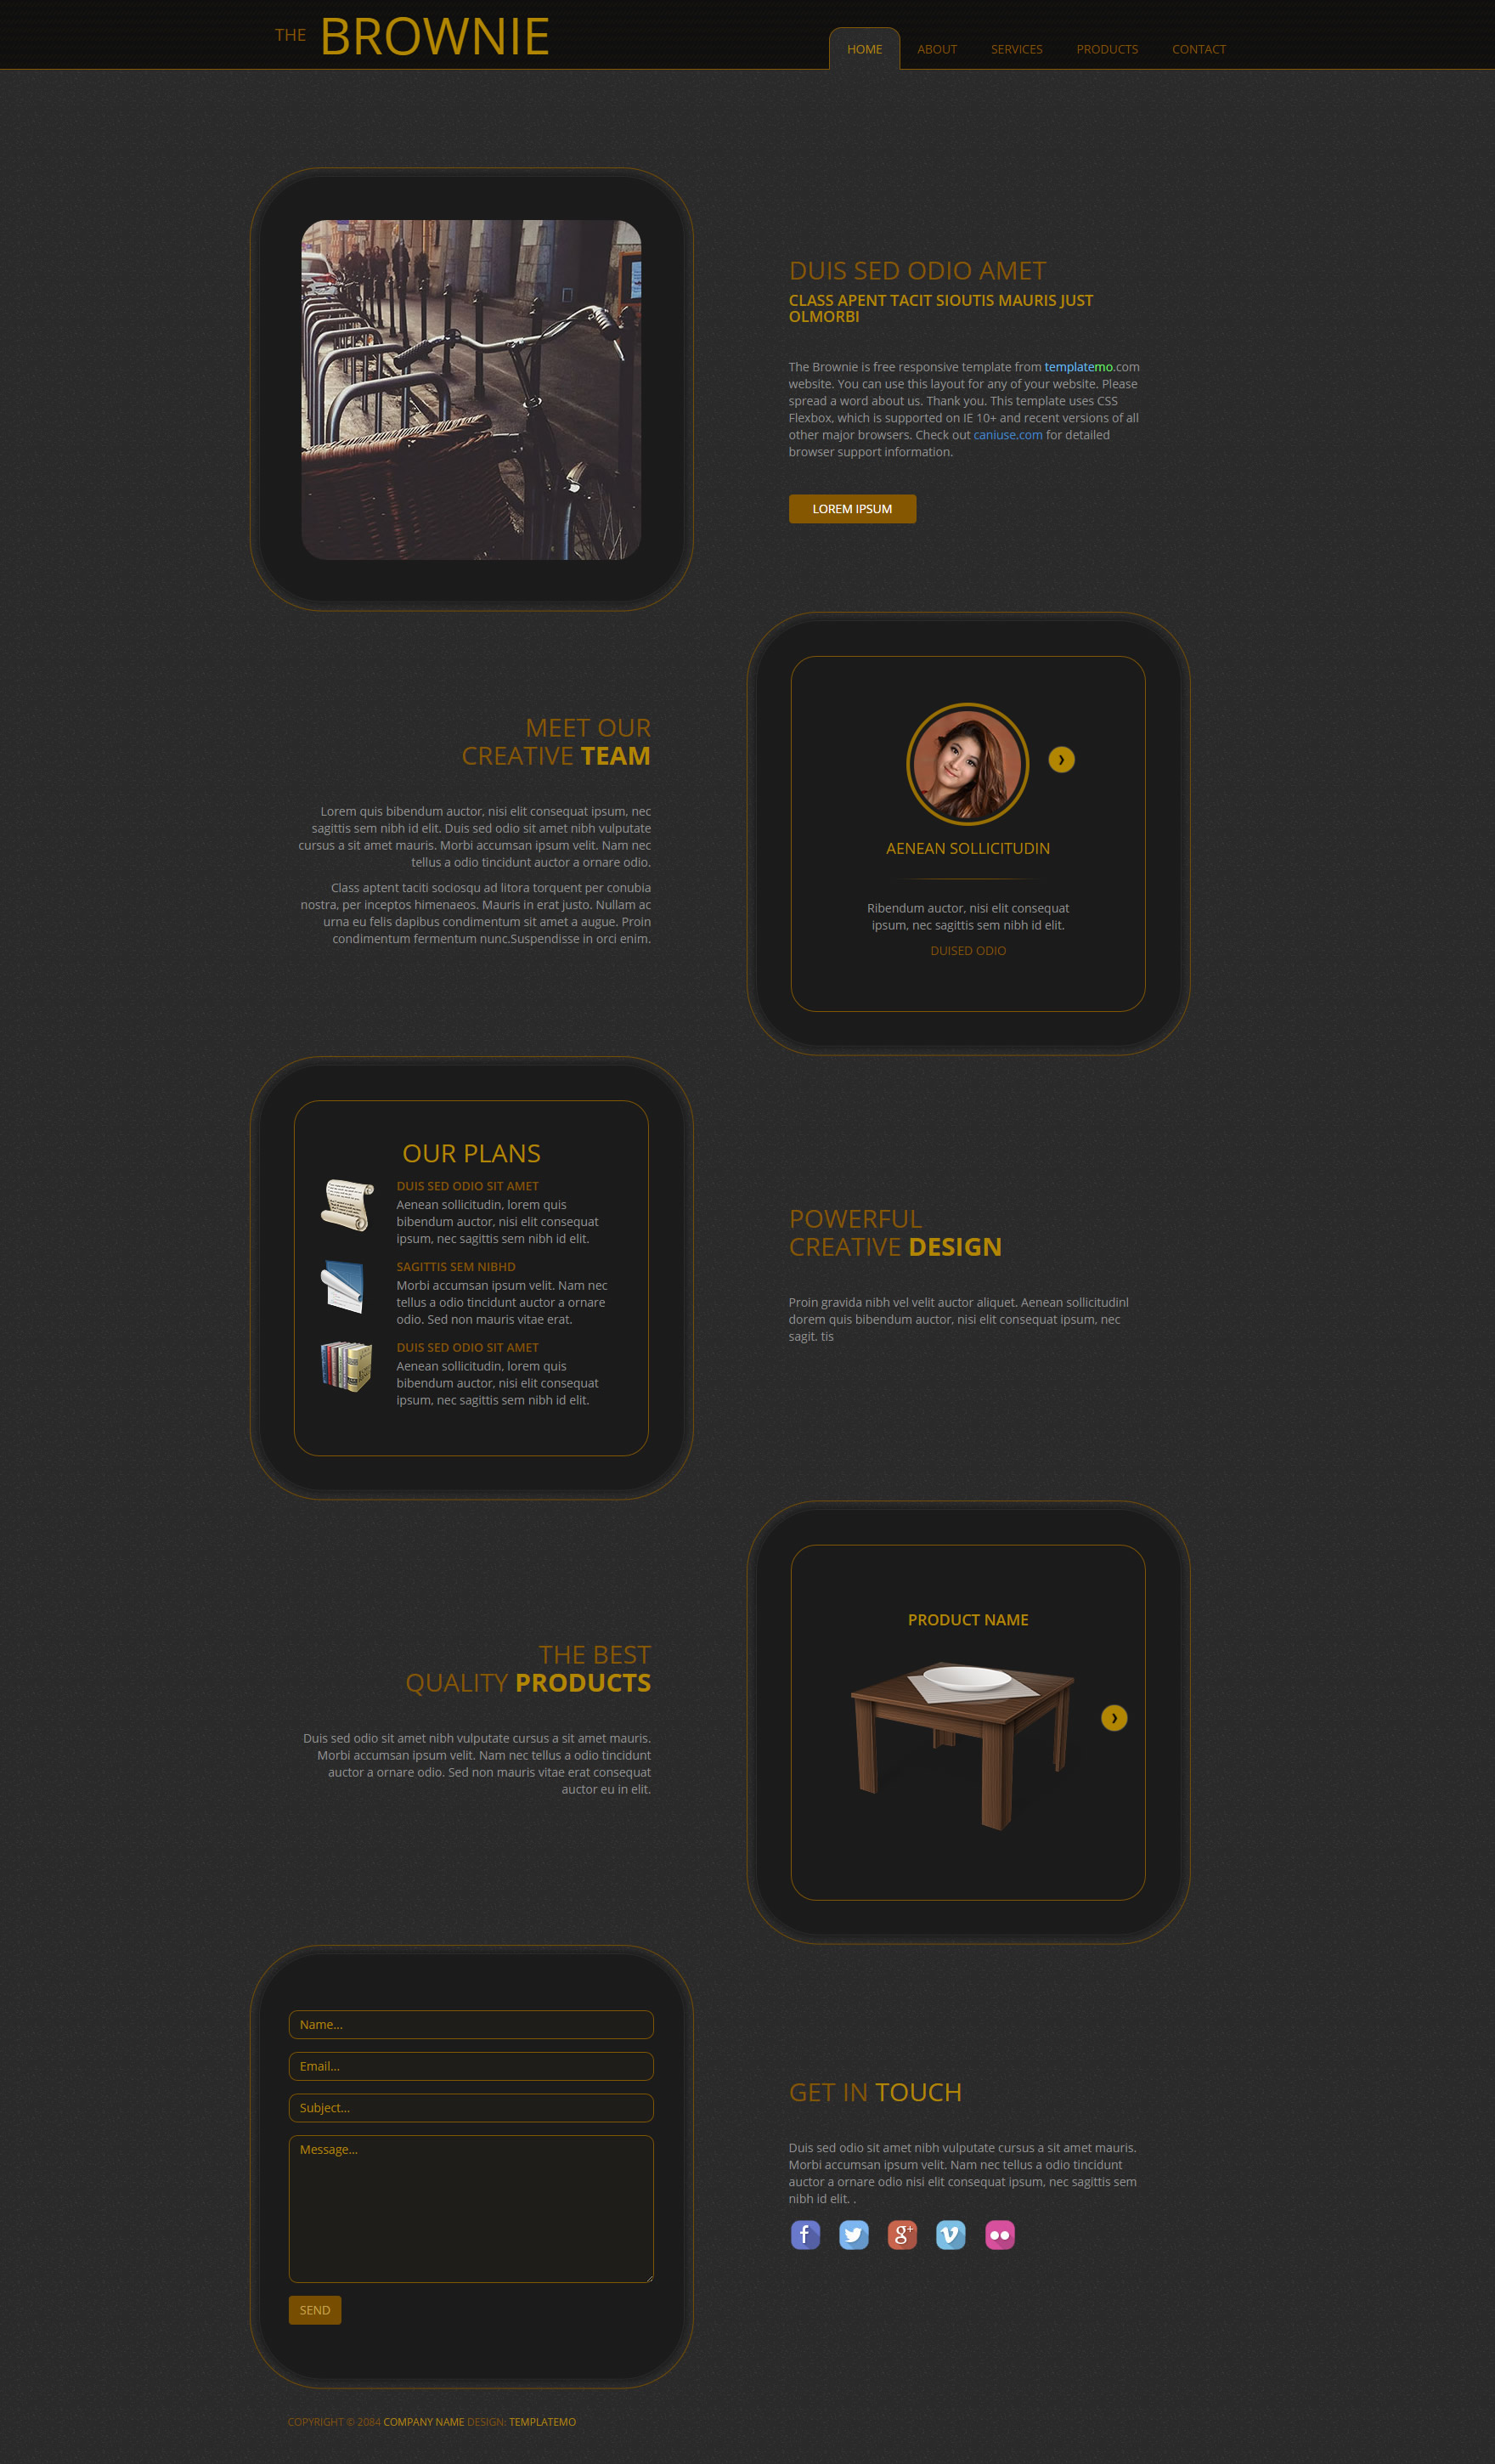 THE BROWNIE
HOME ABOUT SERVICES PRODUCTS CONTACT
DUIS SED ODIO AMET
CLASS APENT TACIT SIOUTIS MAURIS JUST
OLMORBI
The Brownie is free responsive template from templatemo.com
website. You can use this layout for any of your website. Please
spread a word about us. Thank you. This template uses CSS
Flexbox, which is supported on IE 10+ and recent versions of all
other major browsers. Check out caniuse.com for detailed
browser support information.
LOREM IPSUM
MEET OUR
CREATIVE TEAM
Lorem quis bibendum auctor, nisi elit consequat ipsum, nec
sagittis sem nibh id elit. Duis sed odio sit amet nibh vulputate
cursus a sit amet mauris. Morbi accumsan ipsum velit. Nam nec
tellus a odio tincidunt auctor a ornare odio.
Class aptent taciti sociosqu ad litora torquent per conubia
nostra, per inceptos himenaeos. Mauris in erat justo. Nullam ac
urna eu felis dapibus condimentum sit amet a augue. Proin
condimentum fermentum nunc.Suspendisse in orci enim.
AENEAN SOLLICITUDIN
Ribendum auctor, nisi elit consequat
ipsum, nec sagittis sem nibh id elit.
DUISED ODIO
OUR PLANS
DUIS SED ODIO SIT AMET
Aenean sollicitudin, lorem quis
bibendum auctor, nisi elit consequat
ipsum, nec sagittis sem nibh id elit.
SAGITTIS SEM NIBHD
Morbi accumsan ipsum velit. Nam nec
tellus a odio tincidunt auctor a ornare
odio. Sed non mauris vitae erat.
DUIS SED ODIO SIT AMET
Aenean sollicitudin, lorem quis
bibendum auctor, nisi elit consequat
ipsum, nec sagittis sem nibh id elit.
POWERFUL
CREATIVE DESIGN
Proin gravida nibh vel velit auctor aliquet. Aenean sollicitudinl
dorem quis bibendum auctor, nisi elit consequat ipsum, nec
sagit. tis
THE BEST
QUALITY PRODUCTS
Duis sed odio sit amet nibh vulputate cursus a sit amet mauris.
Morbi accumsan ipsum velit. Nam nec tellus a odio tincidunt
auctor a ornare odio. Sed non mauris vitae erat consequat
auctor eu in elit.
PRODUCT NAME
Name...
Email...
Subject...
Message...
SEND
GET IN TOUCH
Duis sed odio sit amet nibh vulputate cursus a sit amet mauris.
Morbi accumsan ipsum velit. Nam nec tellus a odio tincidunt
auctor a ornare odio nisi elit consequat ipsum, nec sagittis sem
nibh id elit. .
COPYRIGHT © 2084 COMPANY NAME DESIGN: TEMPLATEMO